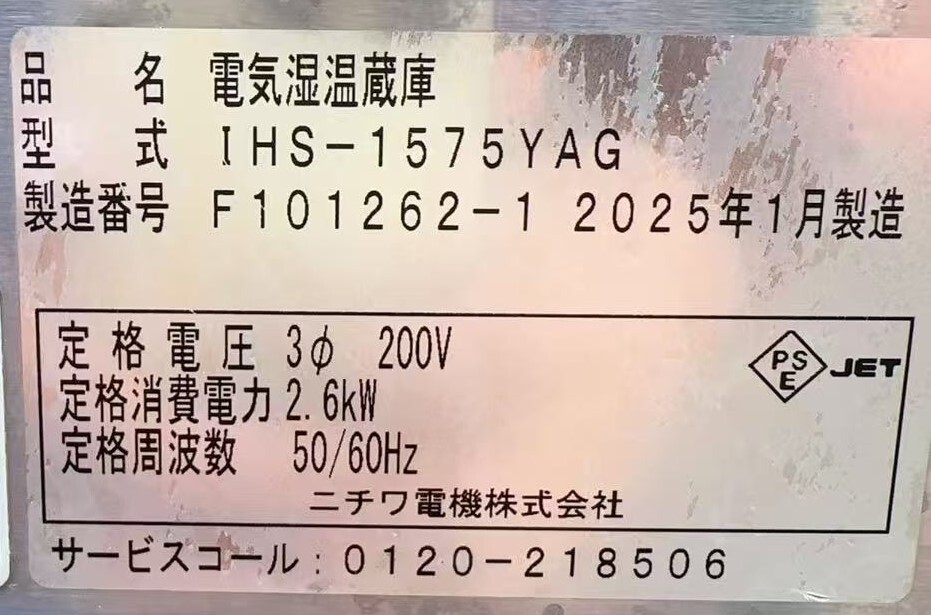 品名 電気湿温蔵庫
型式 IHS-1575YAG
製造番号 F101262-1 2025年1月製造
定格電圧 3φ 200V
PSE JET
定格消費電力 2.6kW
定格周波数 50/60Hz
ニチワ電機株式会社
サービスコール:0120-218506